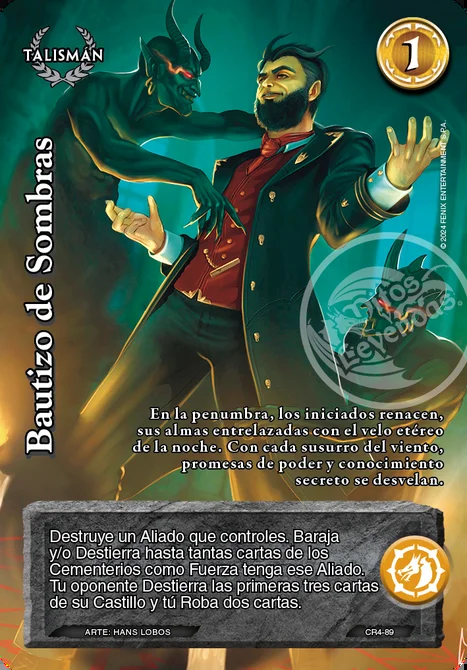 TALISMÁN
1
Bautizo de Sombras
© 2024 FENIX ENTERTAINMENT S.P.A.
Mitos
Leyendas
En la penumbra, los iniciados renacen,
sus almas entrelazadas con el velo etéreo
de la noche. Con cada susurro del viento,
promesas de poder y conocimiento
secreto se desvelan.
Destruye un Aliado que controles. Baraja
y/o Destierra hasta tantas cartas de los
Cementerios como Fuerza tenga ese Aliado.
Tu oponente Destierra las primeras tres cartas
de su Castillo y tú Roba dos cartas.
ARTE: HANS LOBOS
CR4-89